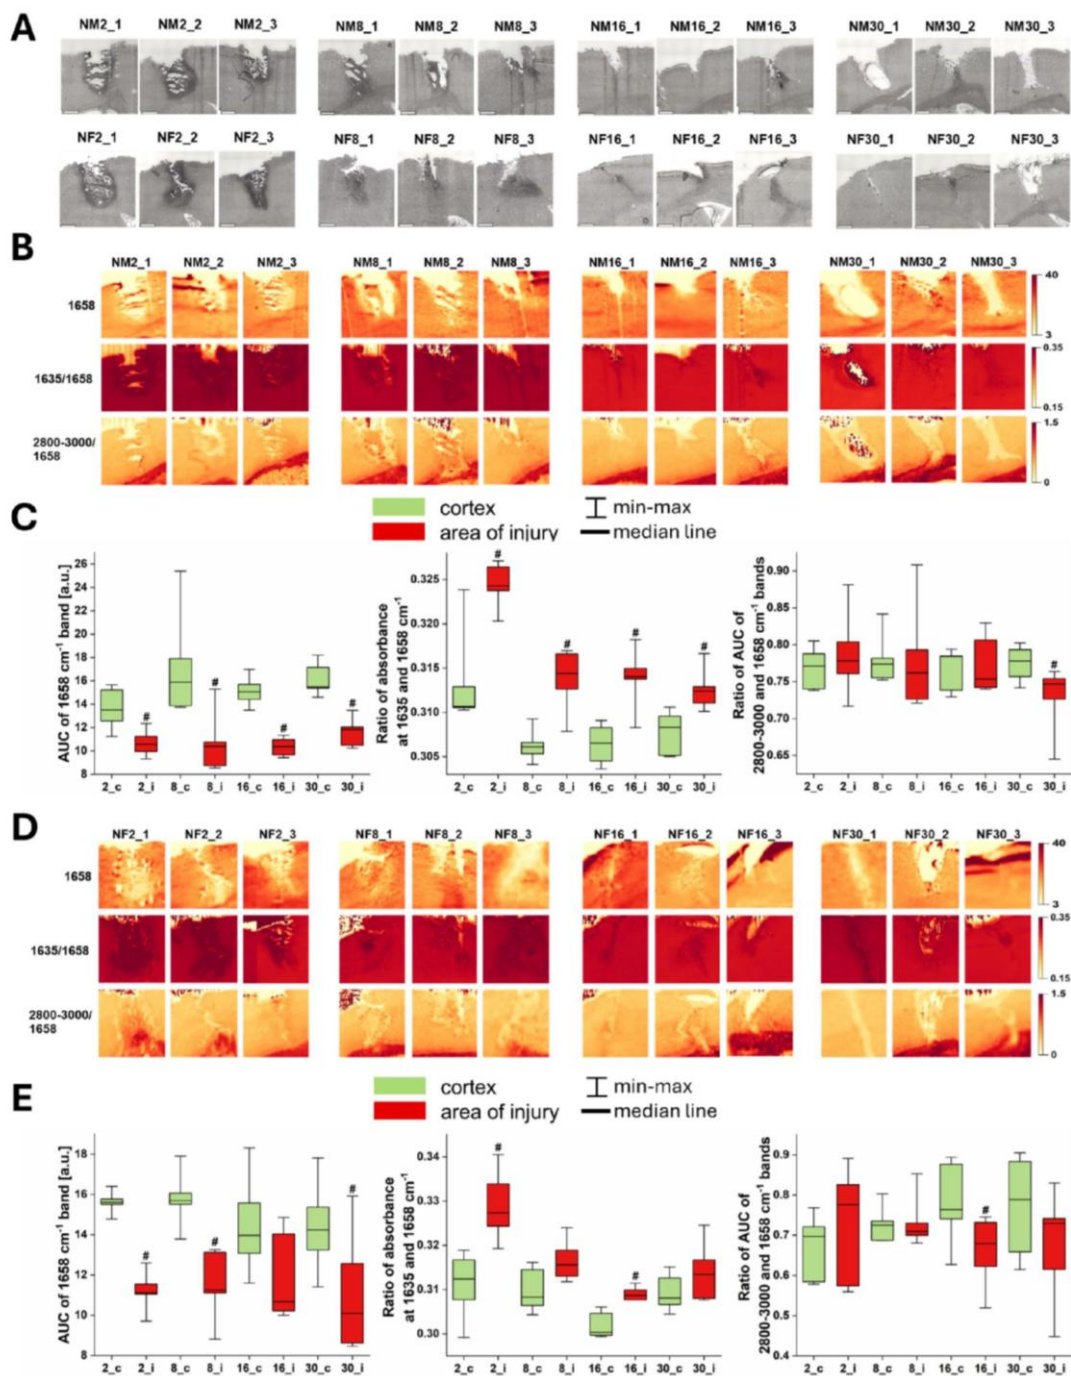 A
NM2_1 NM2_2 NM2_3 NM8_1 NM8_2 NM8_3 NM16_1 NM16_2 NM16_3 NM30_1 NM30_2 NM30_3
NF2_1 NF2_2 NF2_3 NF8_1 NF8_2 NF8_3 NF16_1 NF16_2 NF16_3 NF30_1 NF30_2 NF30_3
B
NM2_1 NM2_2 NM2_3 NM8_1 NM8_2 NM8_3 NM16_1 NM16_2 NM16_3 NM30_1 NM30_2 NM30_3
1658
40
3
1635/1658
0.35
0.15
2800-3000/
1658
1.5
0
C
cortex
area of injury
min-max
median line
AUC of 1658 cm⁻¹ band [a.u.]
26
24
22
20
18
16
14
12
10
8
# # # #
2_c 2_i 8_c 8_i 16_c 16_i 30_c 30_i
Ratio of absorbance
at 1635 and 1658 cm⁻¹
0.325
0.320
0.315
0.310
0.305
# # # #
2_c 2_i 8_c 8_i 16_c 16_i 30_c 30_i
Ratio of AUC of
2800-3000 and 1658 cm⁻¹ bands
0.90
0.85
0.80
0.75
0.70
0.65
#
2_c 2_i 8_c 8_i 16_c 16_i 30_c 30_i
D
NF2_1 NF2_2 NF2_3 NF8_1 NF8_2 NF8_3 NF16_1 NF16_2 NF16_3 NF30_1 NF30_2 NF30_3
1658
40
3
1635/1658
0.35
0.15
2800-3000/
1658
1.5
0
E
cortex
area of injury
min-max
median line
AUC of 1658 cm⁻¹ band [a.u.]
18
16
14
12
10
8
# # #
2_c 2_i 8_c 8_i 16_c 16_i 30_c 30_i
Ratio of absorbance
at 1635 and 1658 cm⁻¹
0.34
0.33
0.32
0.31
0.30
# #
2_c 2_i 8_c 8_i 16_c 16_i 30_c 30_i
Ratio of AUC of
2800-3000 and 1658 cm⁻¹ bands
0.9
0.8
0.7
0.6
0.5
0.4
#
2_c 2_i 8_c 8_i 16_c 16_i 30_c 30_i